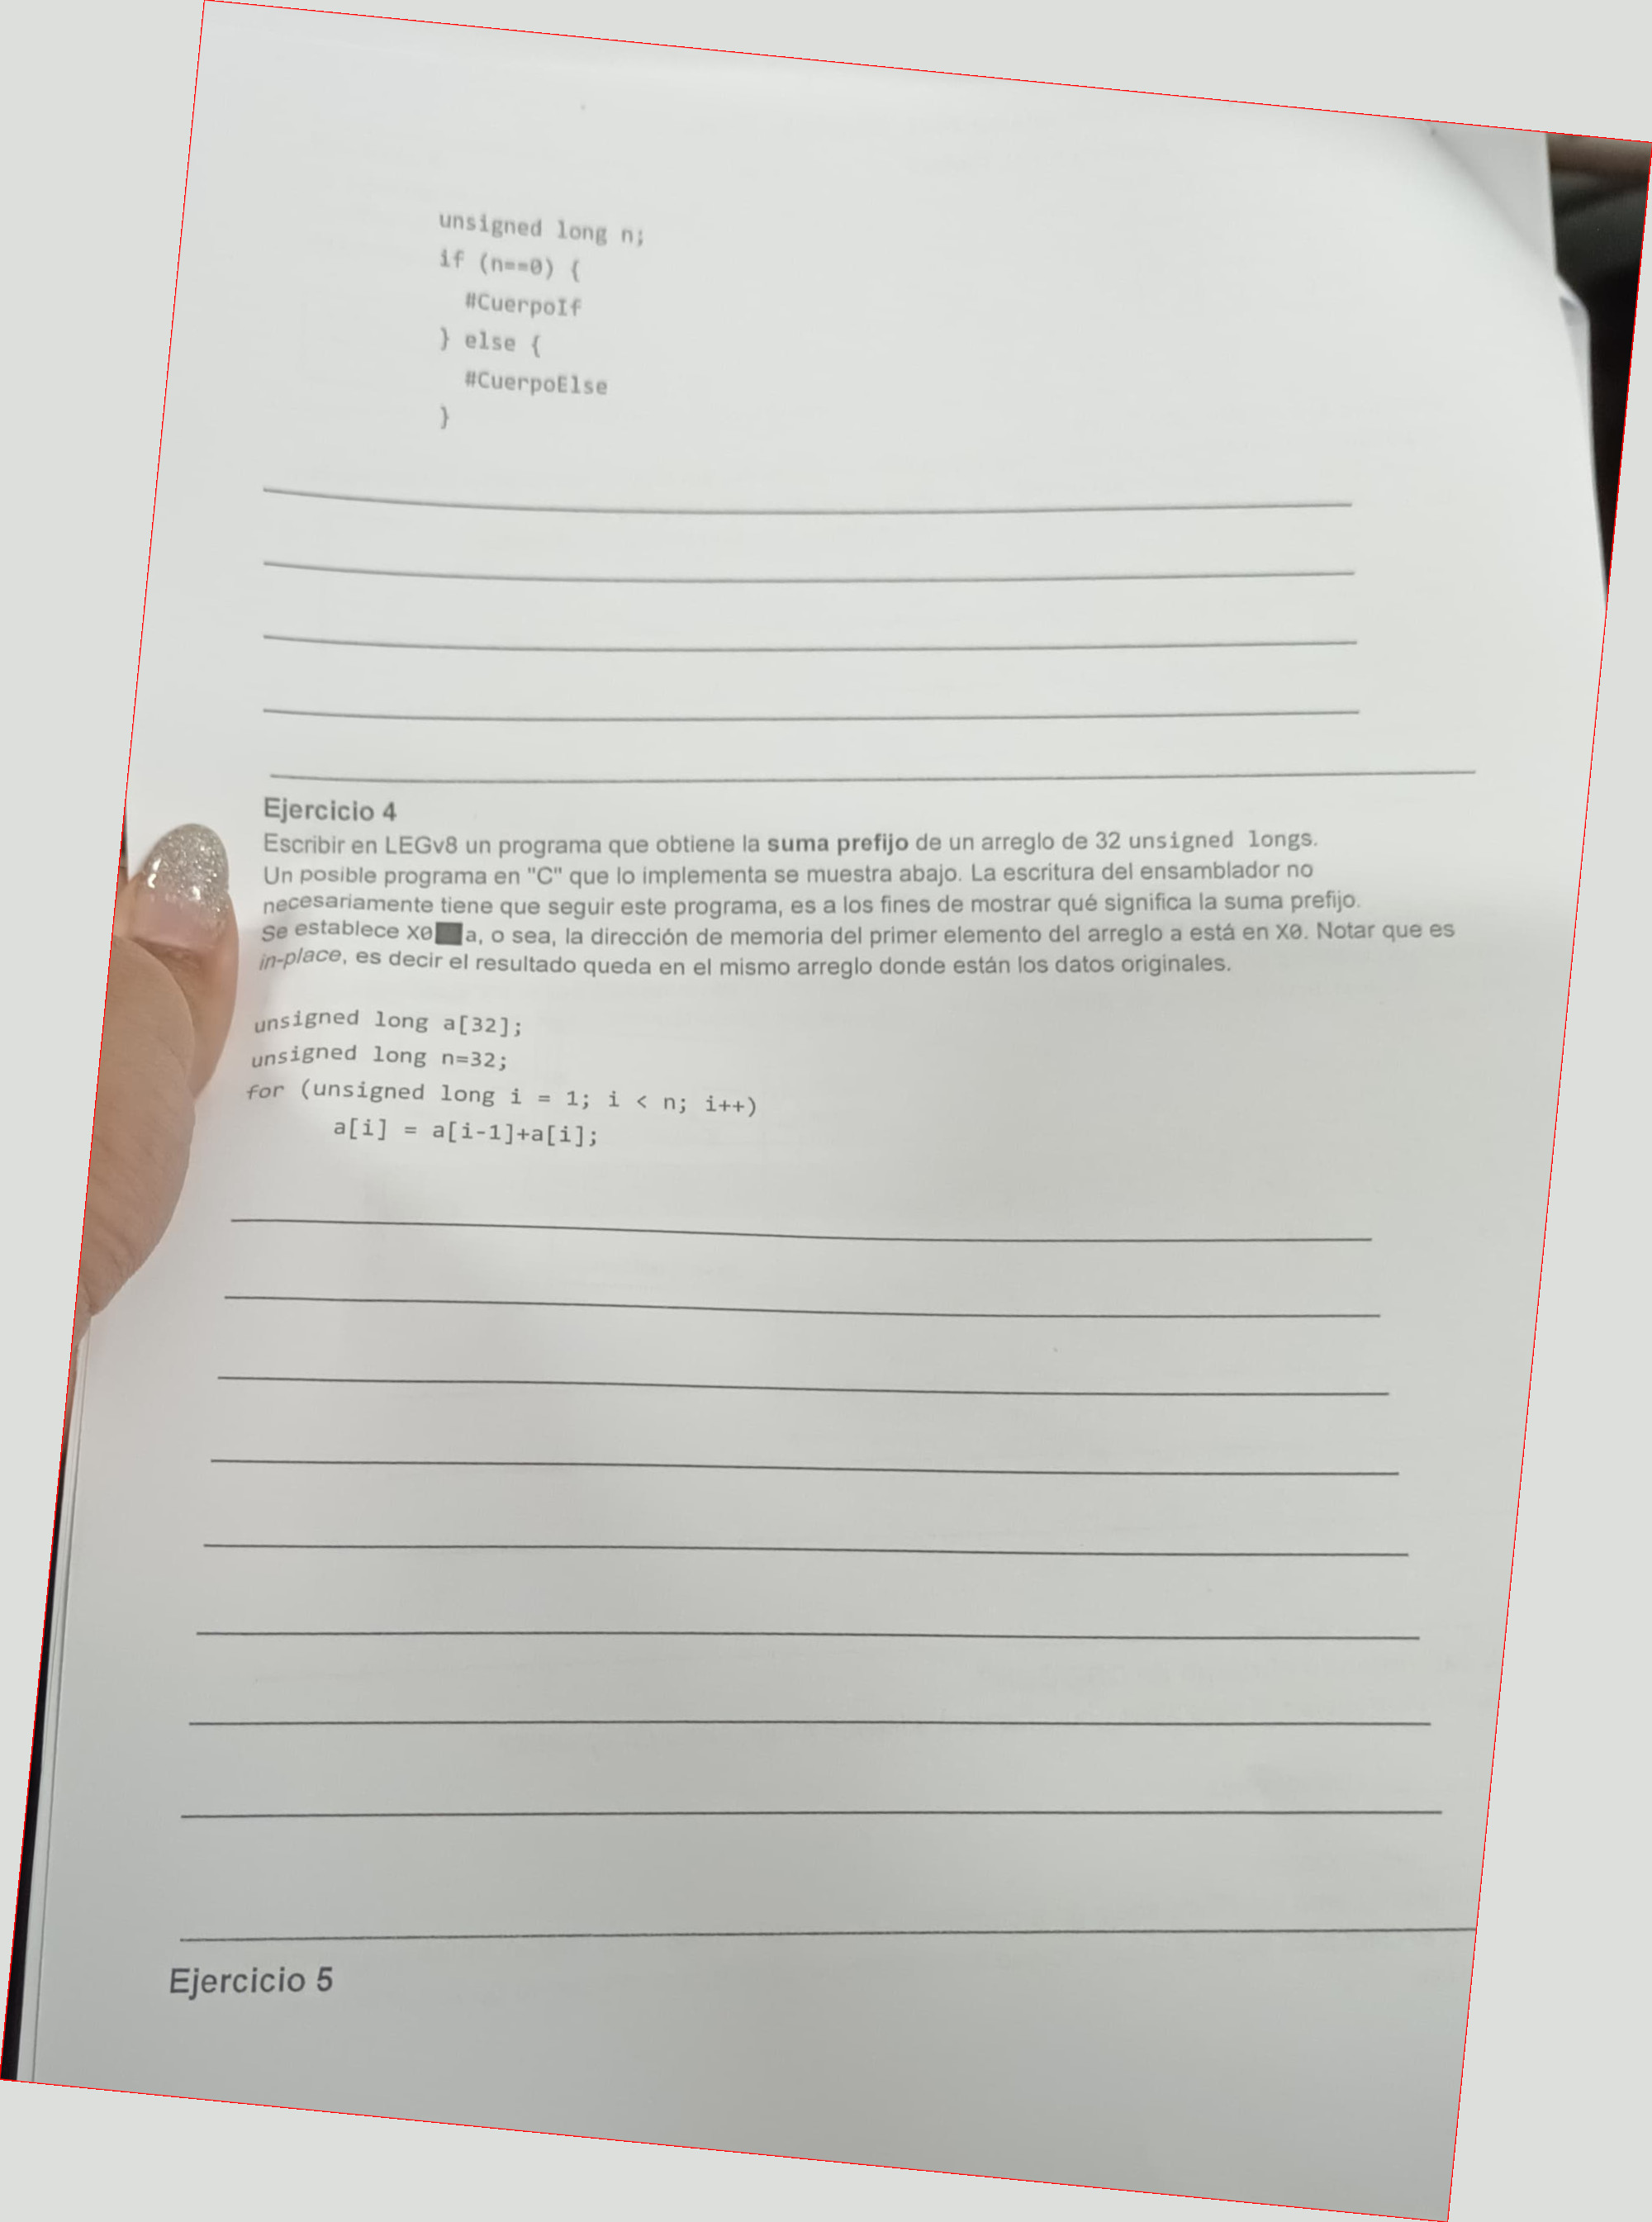 unsigned long n;
if (n==0) {
#CuerpoIf
} else {
#CuerpoElse
}
Ejercicio 4
Escribir en LEGv8 un programa que obtiene la suma prefijo de un arreglo de 32 unsigned longs.
Un posible programa en "C" que lo implementa se muestra abajo. La escritura del ensamblador no
necesariamente tiene que seguir este programa, es a los fines de mostrar qué significa la suma prefijo.
Se establece X0 a, o sea, la dirección de memoria del primer elemento del arreglo a está en X0. Notar que es
in-place, es decir el resultado queda en el mismo arreglo donde están los datos originales.
unsigned long a[32];
unsigned long n=32;
for (unsigned long i = 1; i < n; i++)
a[i] = a[i-1]+a[i];
Ejercicio 5